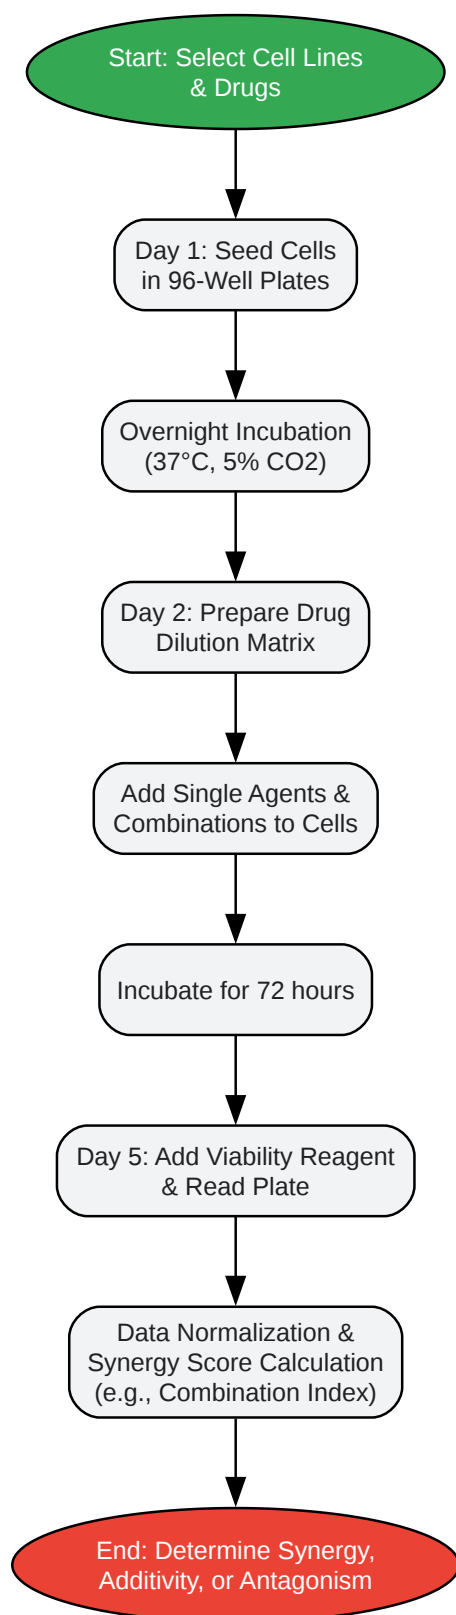 Start: Select Cell Lines
& Drugs
Day 1: Seed Cells
in 96-Well Plates
Overnight Incubation
(37°C, 5% CO2)
Day 2: Prepare Drug
Dilution Matrix
Add Single Agents &
Combinations to Cells
Incubate for 72 hours
Day 5: Add Viability Reagent
& Read Plate
Data Normalization &
Synergy Score Calculation
(e.g., Combination Index)
End: Determine Synergy,
Additivity, or Antagonism